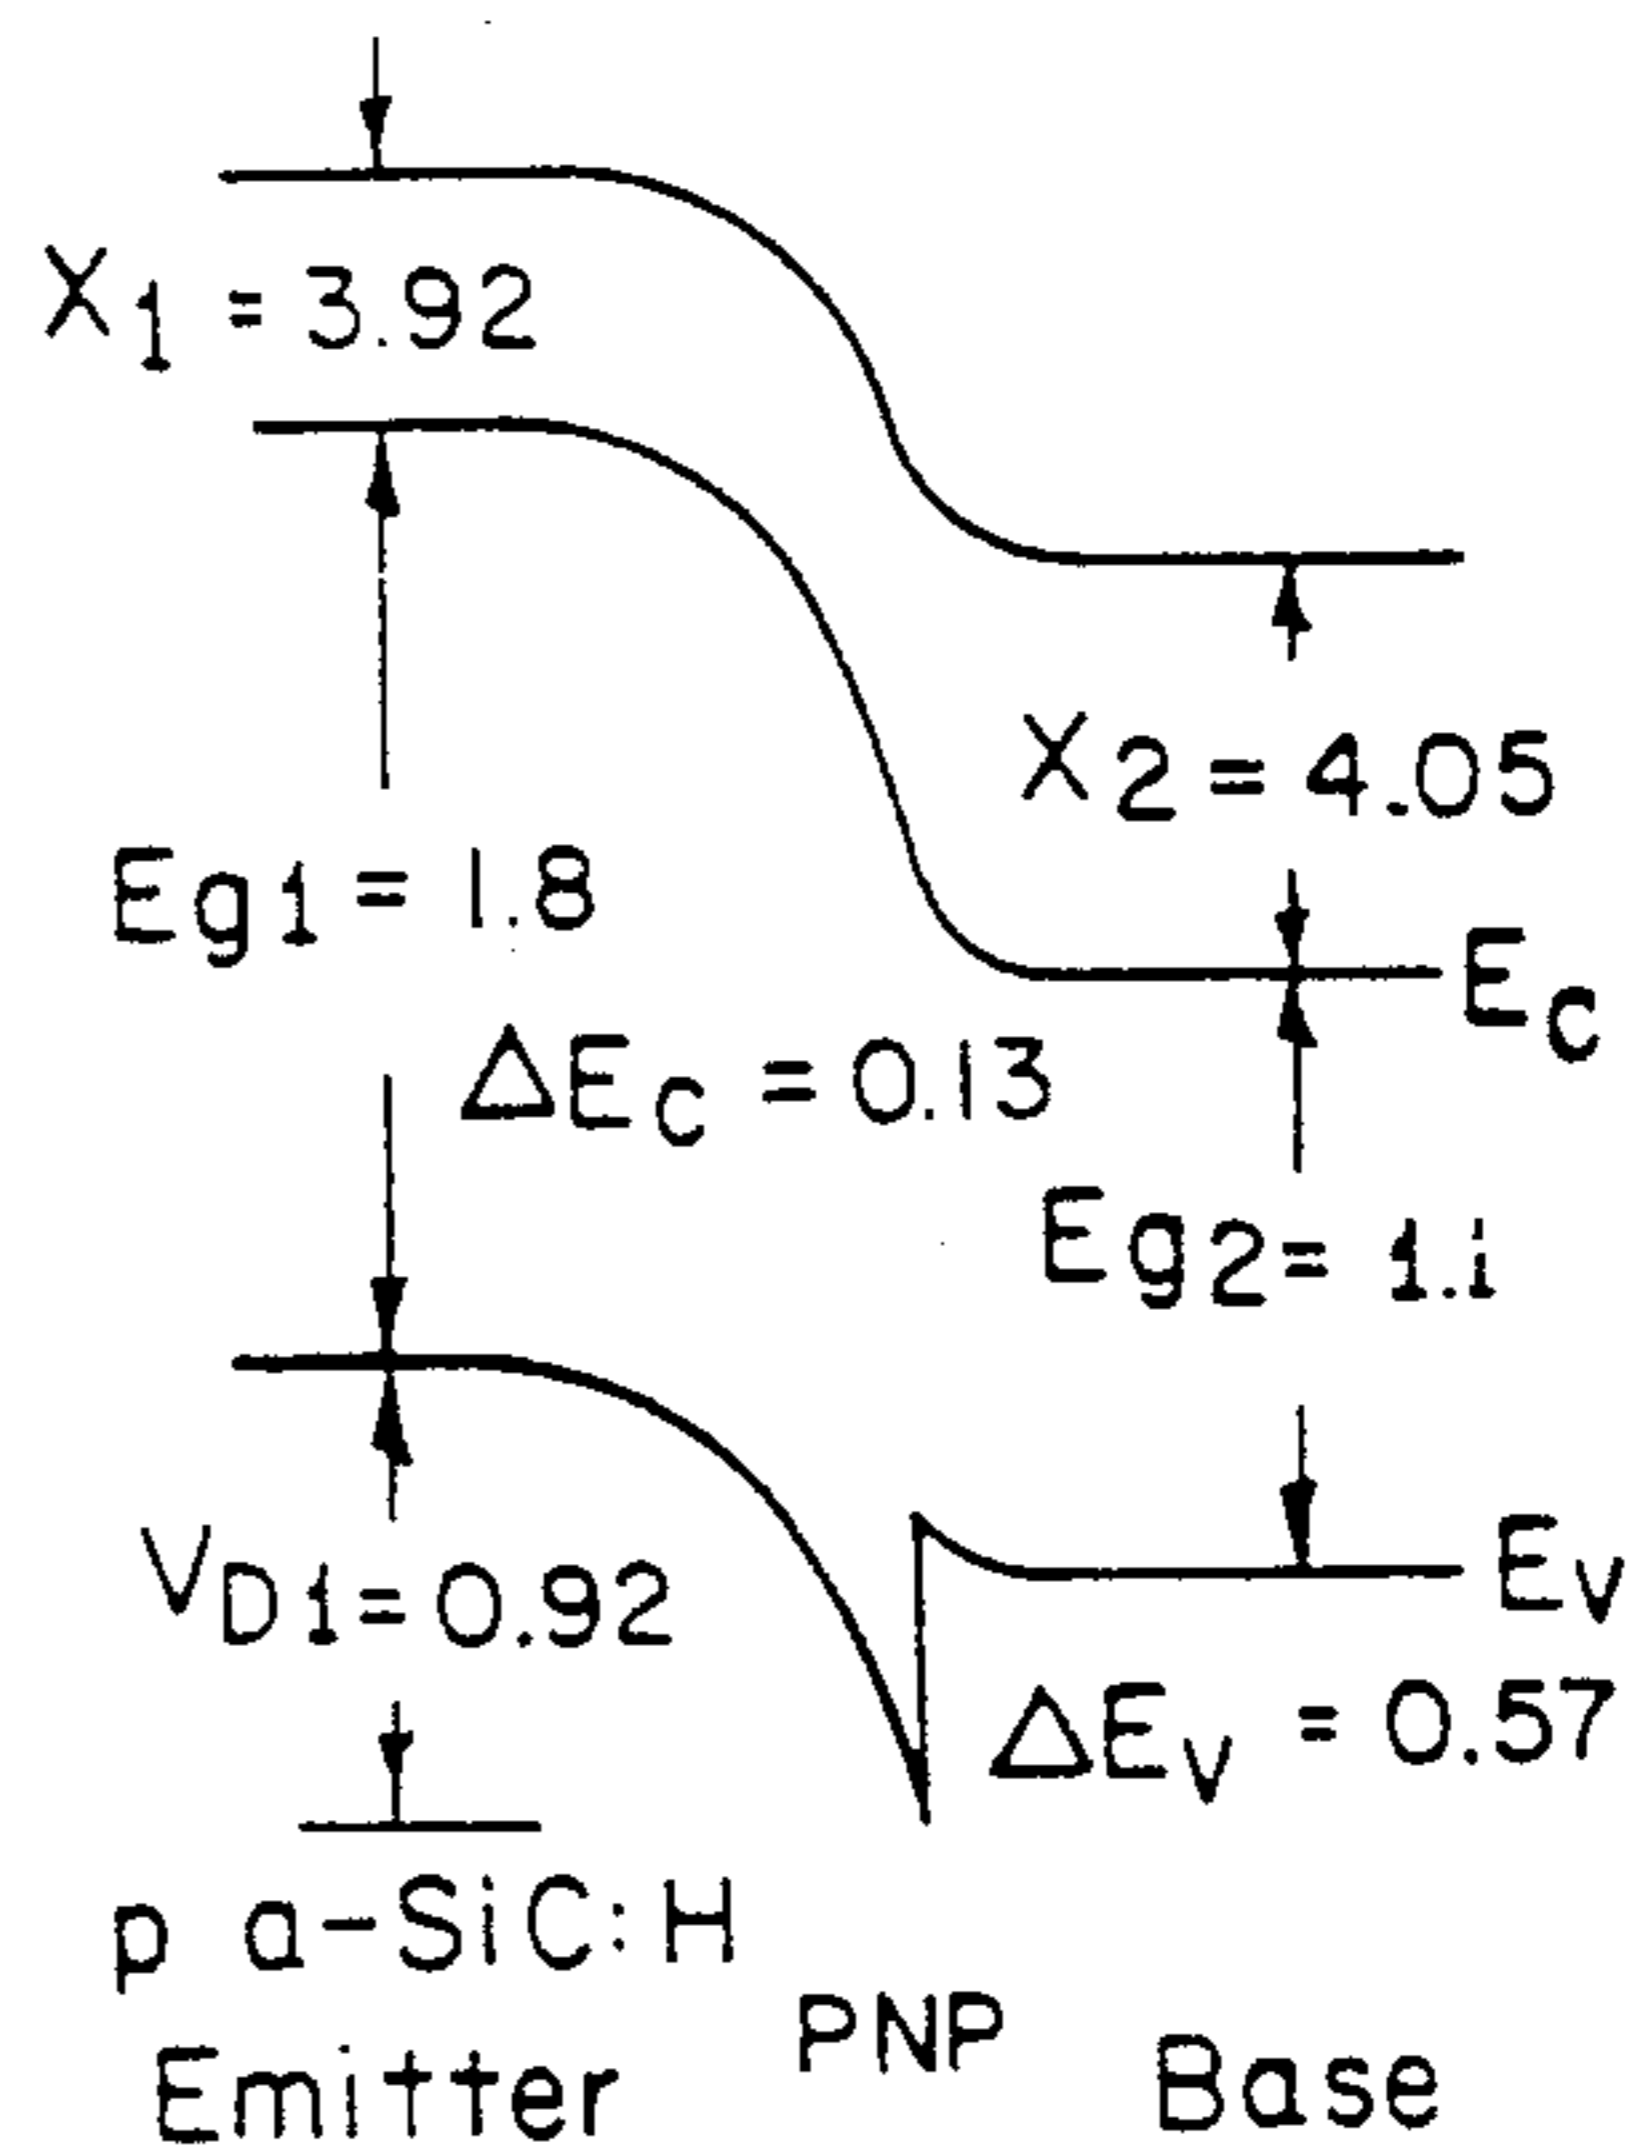 X1 = 3.92
X2 = 4.05
Eg1 = 1.8
Ec
ΔEc = 0.13
Eg2 = 1.1
VD1 = 0.92
Ev
ΔEv = 0.57
p a-SiC:H
PNP
Emitter
Base